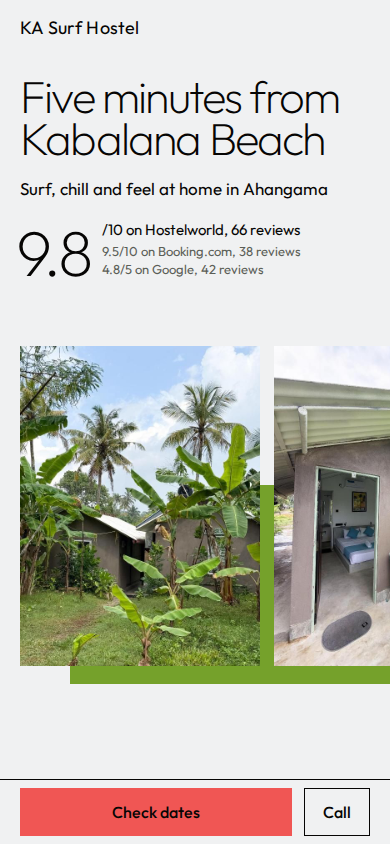 KA Surf Hostel
Five minutes from
Kabalana Beach
Surf, chill and feel at home in Ahangama
9.8
/10 on Hostelworld, 66 reviews
9.5/10 on Booking.com, 38 reviews
4.8/5 on Google, 42 reviews
Check dates
Call